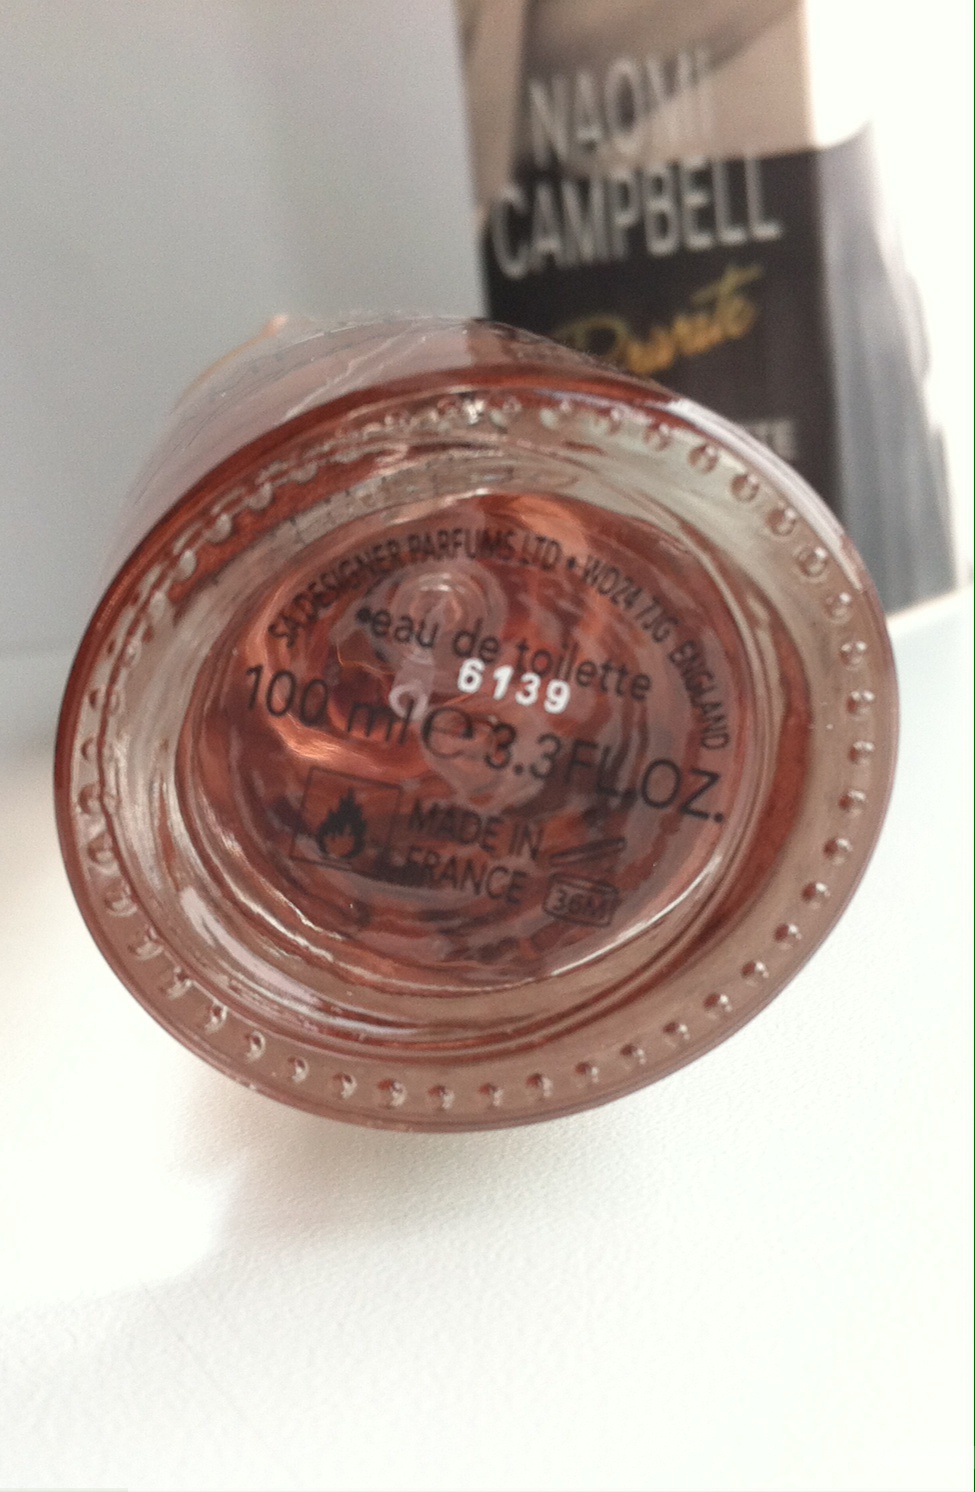 NAOMI
CAMPBELL
Private
SA DESIGNER PARFUMS LTD • WD24 7JG ENGLAND
eau de toilette
6139
100 ml e 3.3FL.OZ.
MADE IN
FRANCE
36M